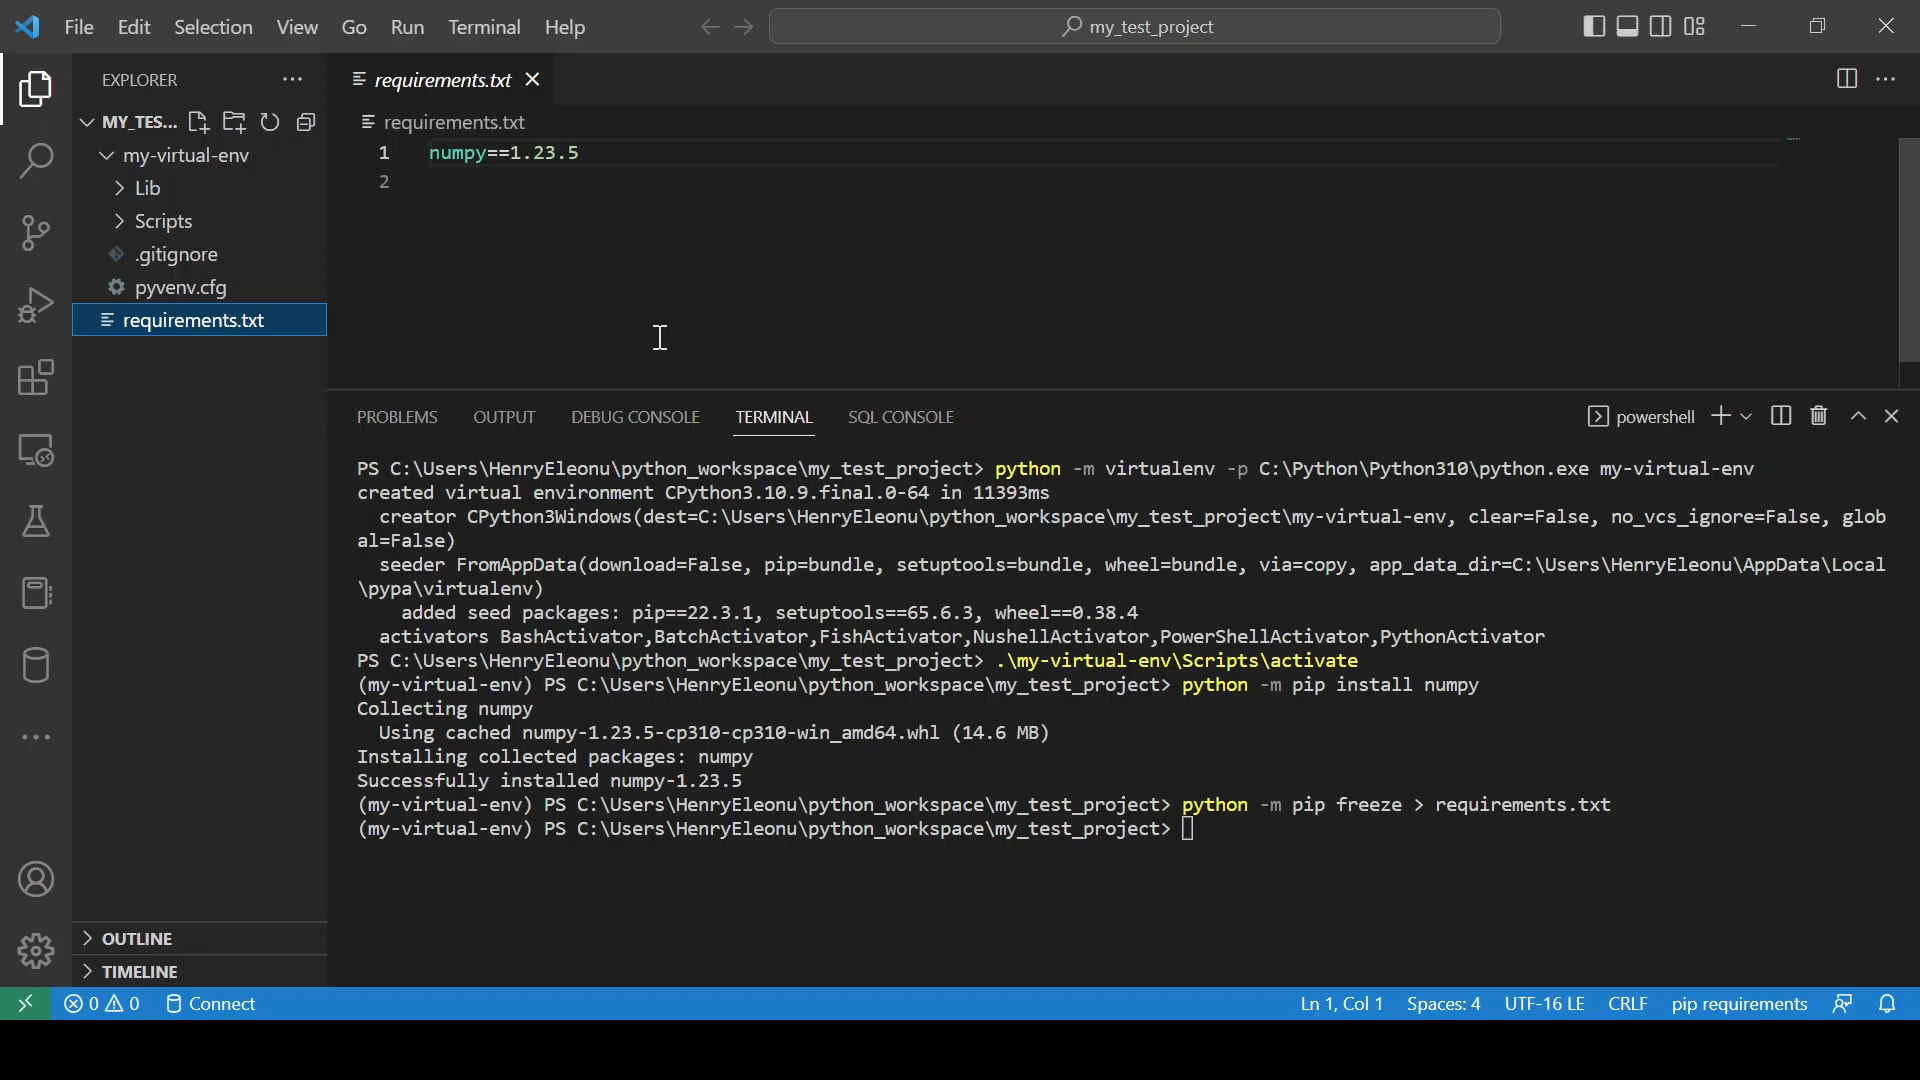 File Edit Selection View Go Run Terminal Help
my_test_project
EXPLORER
requirements.txt
MY_TES...
requirements.txt
my-virtual-env
1 numpy==1.23.5
2
Lib
Scripts
.gitignore
pyvenv.cfg
requirements.txt
PROBLEMS OUTPUT DEBUG CONSOLE TERMINAL SQL CONSOLE
powershell
PS C:\Users\HenryEleonu\python_workspace\my_test_project> python -m virtualenv -p C:\Python\Python310\python.exe my-virtual-env
created virtual environment CPython3.10.9.final.0-64 in 11393ms
creator CPython3Windows(dest=C:\Users\HenryEleonu\python_workspace\my_test_project\my-virtual-env, clear=False, no_vcs_ignore=False, glob
al=False)
seeder FromAppData(download=False, pip=bundle, setuptools=bundle, wheel=bundle, via=copy, app_data_dir=C:\Users\HenryEleonu\AppData\Local
\pypa\virtualenv)
added seed packages: pip==22.3.1, setuptools==65.6.3, wheel==0.38.4
activators BashActivator,BatchActivator,FishActivator,NushellActivator,PowerShellActivator,PythonActivator
PS C:\Users\HenryEleonu\python_workspace\my_test_project> .\my-virtual-env\Scripts\activate
(my-virtual-env) PS C:\Users\HenryEleonu\python_workspace\my_test_project> python -m pip install numpy
Collecting numpy
Using cached numpy-1.23.5-cp310-cp310-win_amd64.whl (14.6 MB)
Installing collected packages: numpy
Successfully installed numpy-1.23.5
(my-virtual-env) PS C:\Users\HenryEleonu\python_workspace\my_test_project> python -m pip freeze > requirements.txt
(my-virtual-env) PS C:\Users\HenryEleonu\python_workspace\my_test_project>
OUTLINE
TIMELINE
0 0 Connect
Ln 1, Col 1 Spaces: 4 UTF-16 LE CRLF pip requirements